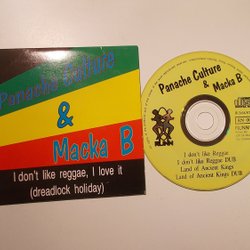 Panache Culture
&
Macka B
I don't like reggae, I love it
(dreadlock holiday)
Panache Culture
& Macka B
I don't like Reggae
I don't like Reggae DUB
Land of Ancient Kings
Land of Ancient Kings DUB